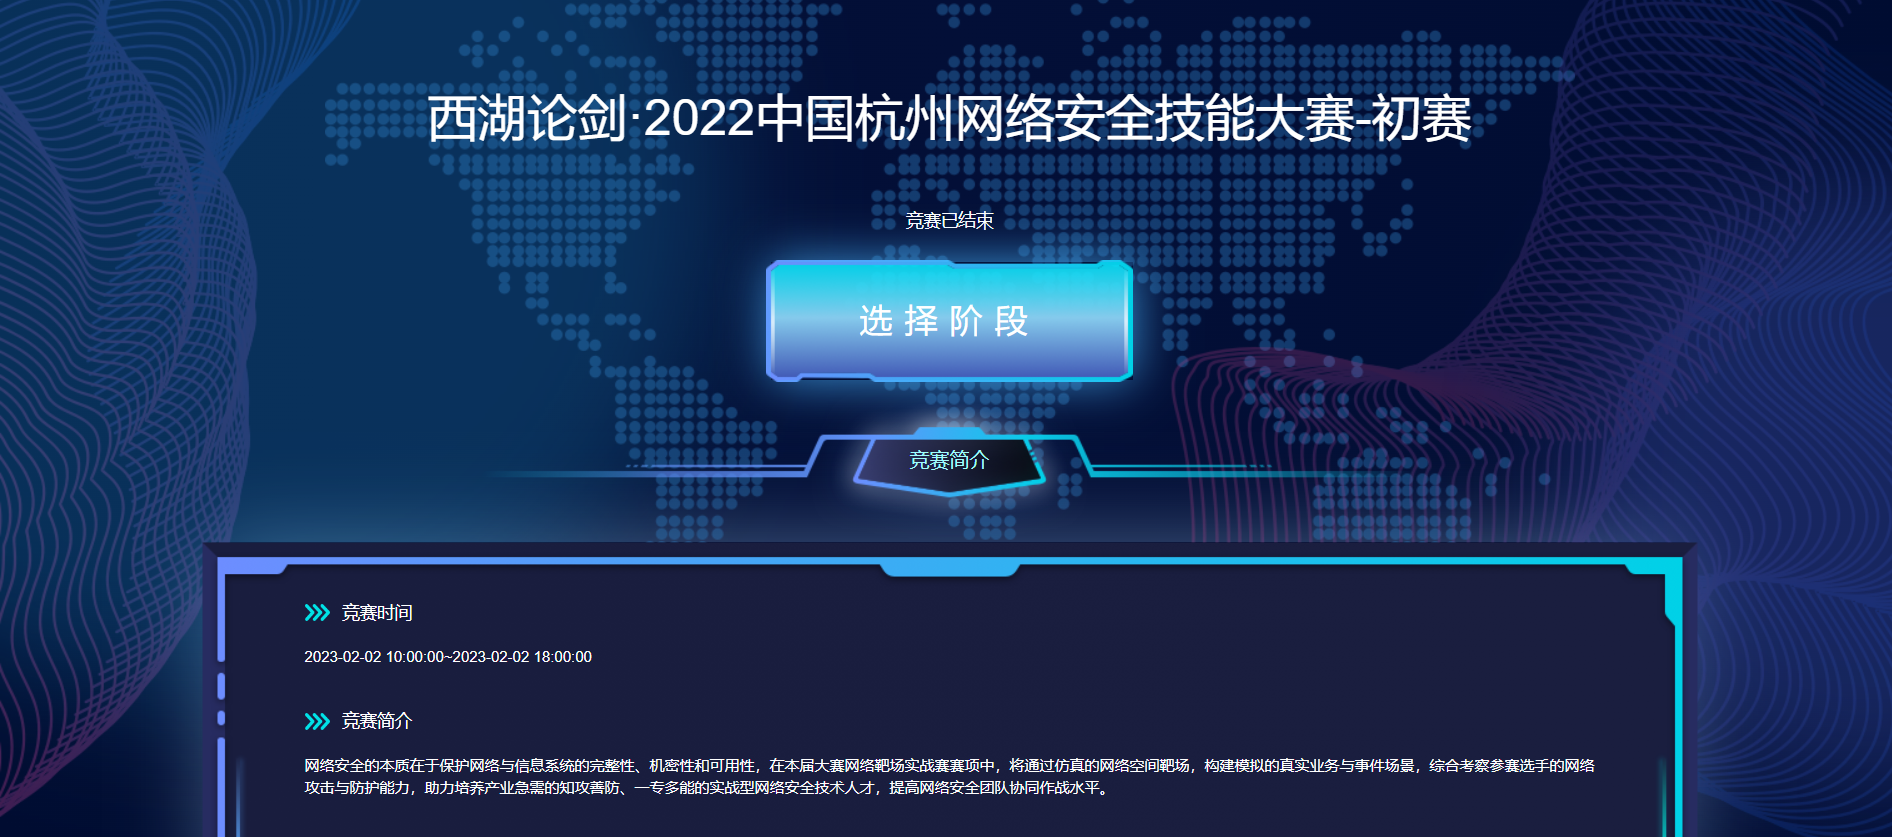 西湖论剑·2022中国杭州网络安全技能大赛-初赛
竞赛已结束
选择阶段
竞赛简介
竞赛时间
2023-02-02 10:00:00~2023-02-02 18:00:00
竞赛简介
网络安全的本质在于保护网络与信息系统的完整性、机密性和可用性，在本届大赛网络靶场实战赛赛项中，将通过仿真的网络空间靶场，构建模拟的真实业务与事件场景，综合考察参赛选手的网络
攻击与防护能力，助力培养产业急需的知攻善防、一专多能的实战型网络安全技术人才，提高网络安全团队协同作战水平。